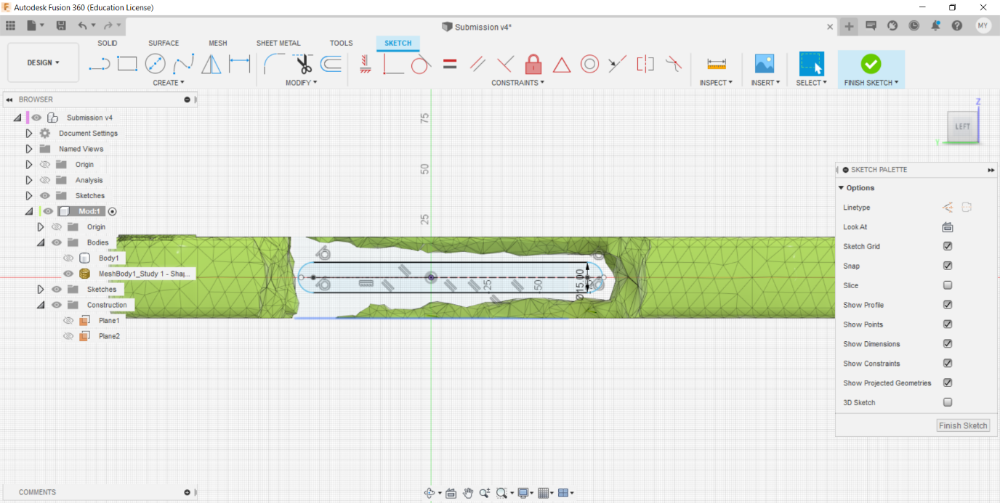 Autodesk Fusion 360 (Education License)
Submission v4*
MY
DESIGN
SOLID
SURFACE
MESH
SHEET METAL
TOOLS
SKETCH
CREATE
MODIFY
CONSTRAINTS
INSPECT
INSERT
SELECT
FINISH SKETCH
BROWSER
Submission v4
Document Settings
Named Views
Origin
Analysis
Sketches
Mod:1
Origin
Bodies
Body1
MeshBody1_Study 1 - Shap...
Sketches
Construction
Plane1
Plane2
75
50
25
25
50
Ø15.00
Z
LEFT
Y
SKETCH PALETTE
Options
Linetype
Look At
Sketch Grid
Snap
Slice
Show Profile
Show Points
Show Dimensions
Show Constraints
Show Projected Geometries
3D Sketch
Finish Sketch
COMMENTS